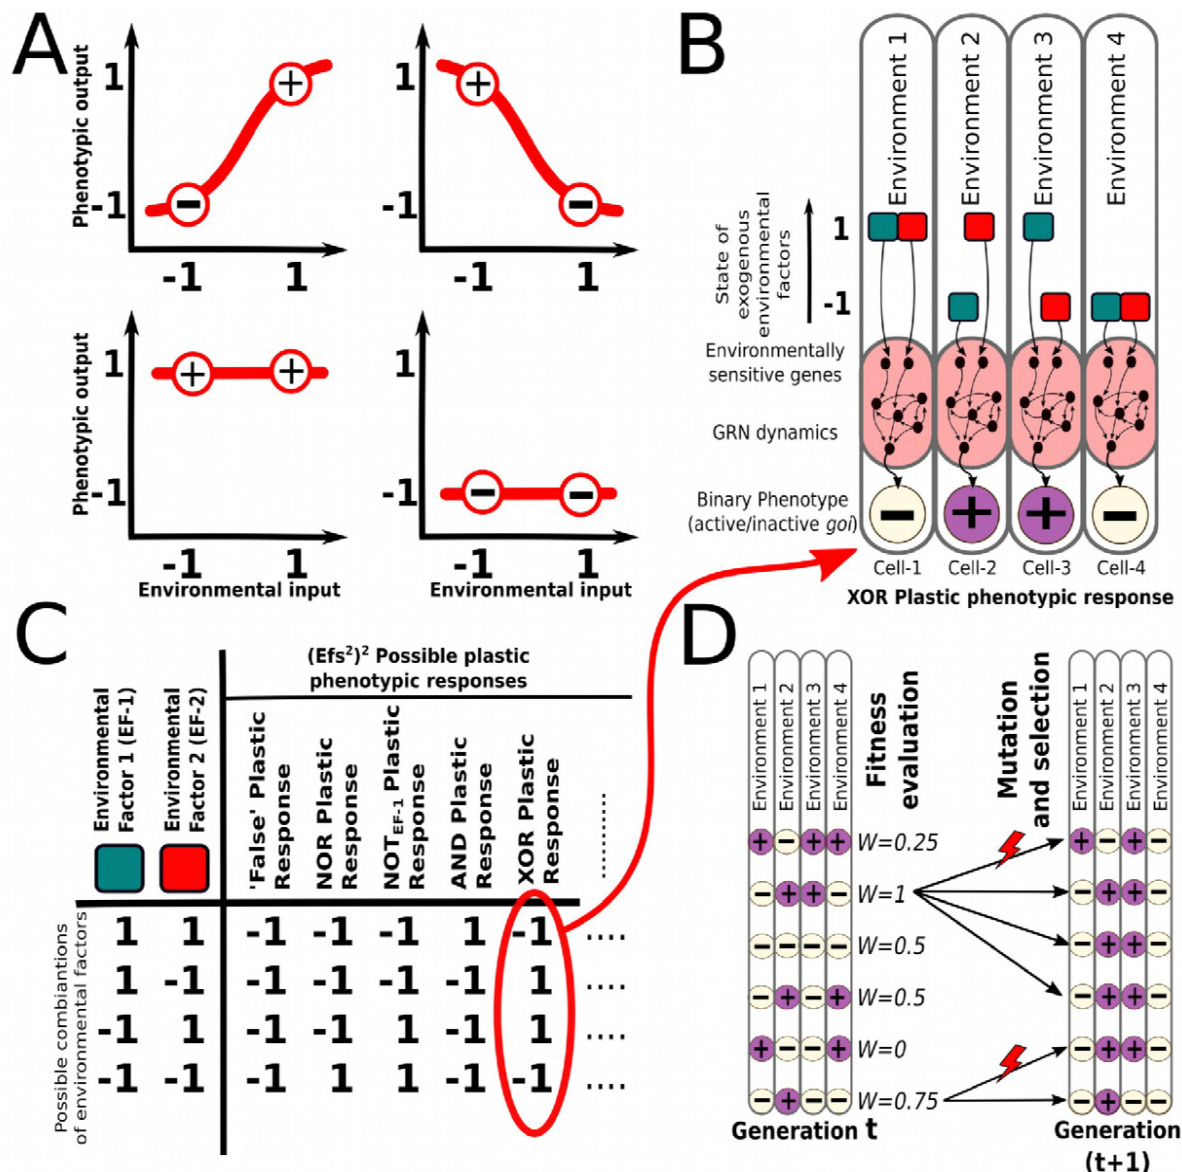 A
Phenotypic output
1
-1
-1 1
1
-1
-1 1
Phenotypic output
1
-1
-1 1
Environmental input
1
-1
-1 1
Environmental input
B
Environment 1
Environment 2
Environment 3
Environment 4
State of
exogenous
environmental
factors
1
-1
Environmentally
sensitive genes
GRN dynamics
Binary Phenotype
(active/inactive goi)
− + + −
Cell-1 Cell-2 Cell-3 Cell-4
XOR Plastic phenotypic response
C
(Efs²)² Possible plastic
phenotypic responses
Environmental
Factor 1 (EF-1)
Environmental
Factor 2 (EF-2)
'False' Plastic
Response
NOR Plastic
Response
NOT EF-1 Plastic
Response
AND Plastic
Response
XOR Plastic
Response
Possible combiantions
of environmental factors
1 1 -1 -1 -1 1 -1 ....
1 -1 -1 -1 -1 -1 1 ....
-1 1 -1 -1 1 -1 1 ....
-1 -1 -1 1 1 -1 -1 ....
D
Environment 1
Environment 2
Environment 3
Environment 4
Fitness
evaluation
Mutation
and selection
Environment 1
Environment 2
Environment 3
Environment 4
+ − + + W=0.25 + − + −
− + + − W=1 − + + −
− − − − W=0.5 − + + −
− + − + W=0.5 − + + −
+ − − + W=0 − + + −
− + − − W=0.75 − + − −
Generation t
Generation
(t+1)